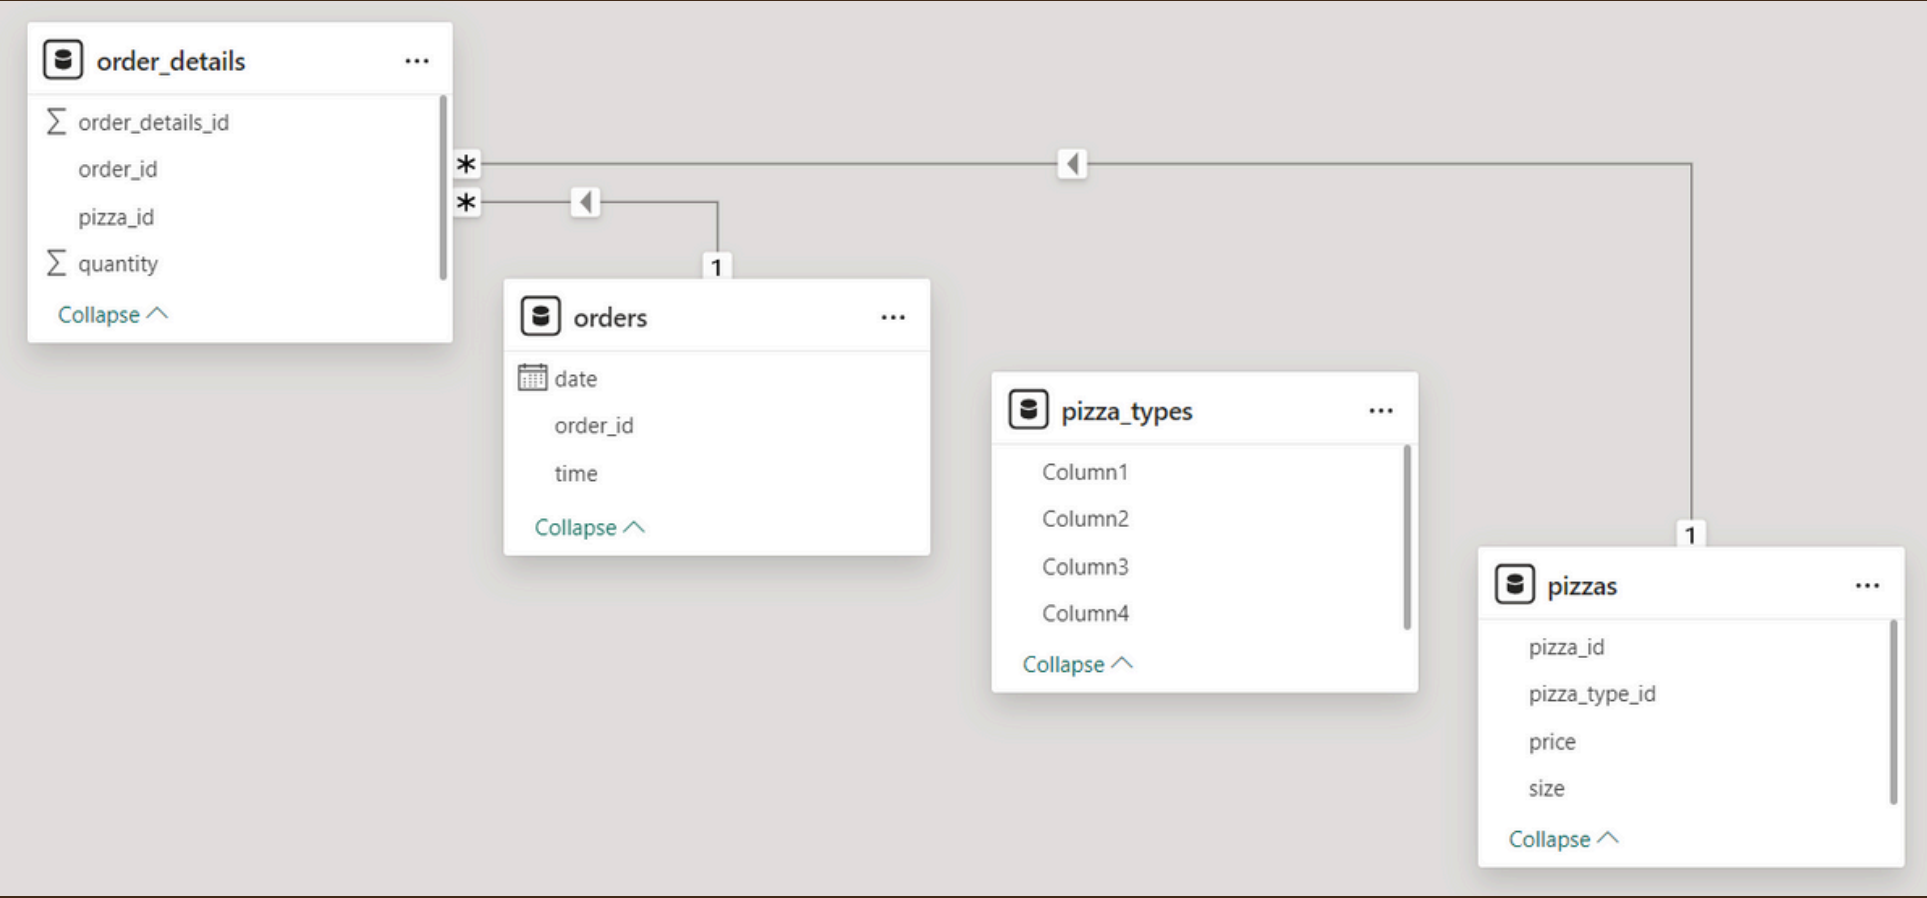 order_details
order_details_id
order_id
pizza_id
quantity
Collapse
*
*
1
orders
date
order_id
time
Collapse
pizza_types
Column1
Column2
Column3
Column4
Collapse
1
pizzas
pizza_id
pizza_type_id
price
size
Collapse